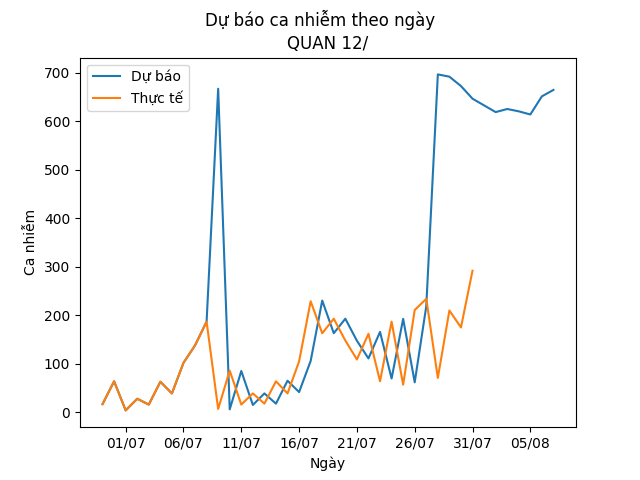 Dự báo ca nhiễm theo ngày
QUAN 12/
Dự báo
Thực tế
700
600
500
400
300
200
100
0
Ca nhiễm
01/07 06/07 11/07 16/07 21/07 26/07 31/07 05/08
Ngày